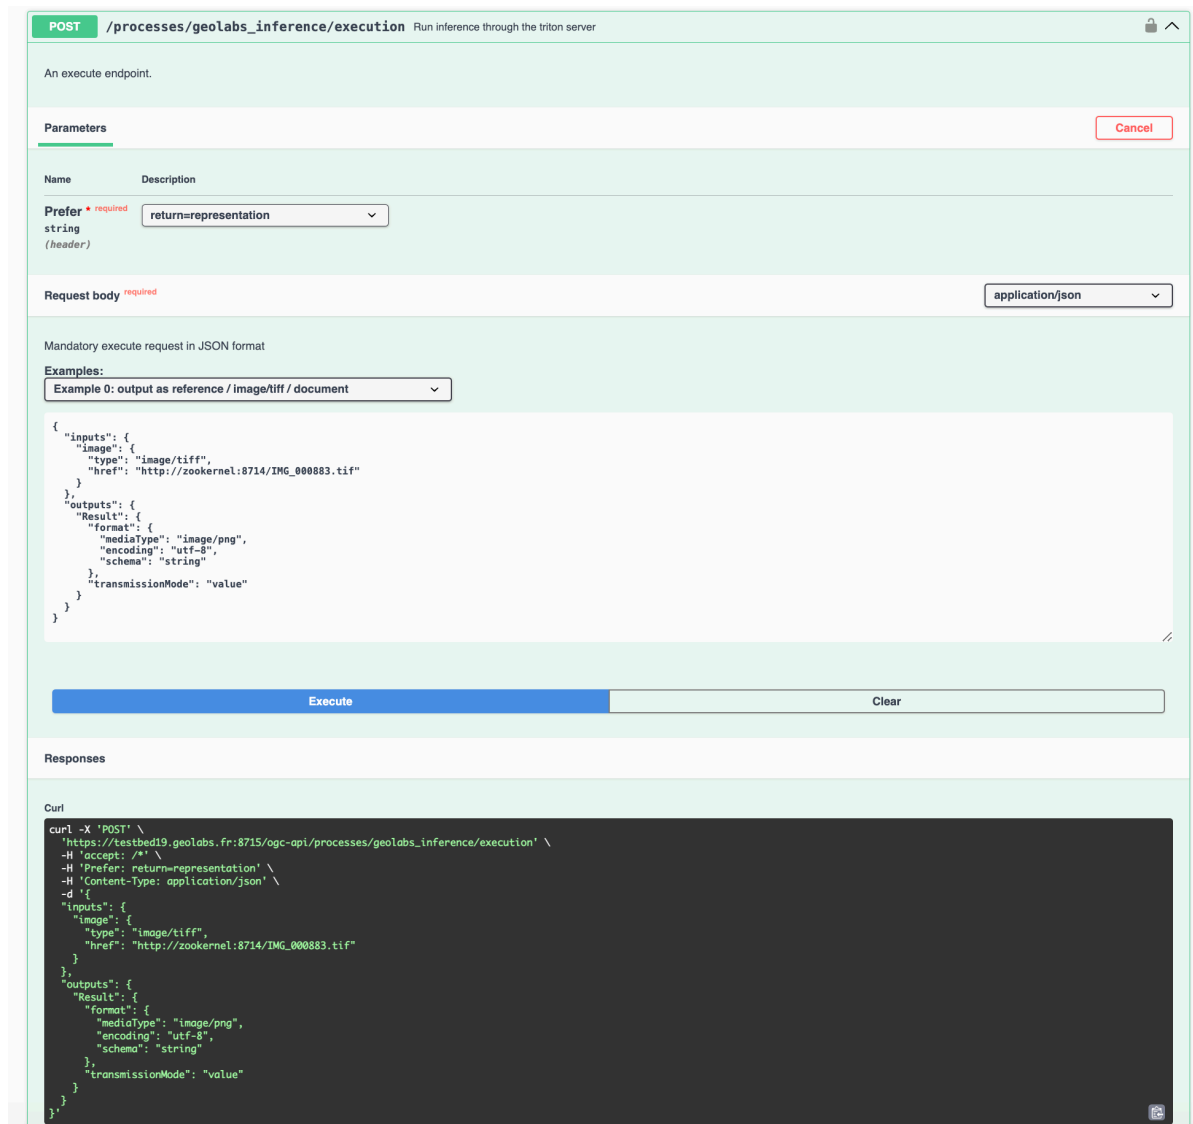 POST /processes/geolabs_inference/execution Run inference through the triton server
An execute endpoint.
Parameters
Cancel
Name Description
Prefer * required
return=representation
string
(header)
Request body required
application/json
Mandatory execute request in JSON format
Examples:
Example 0: output as reference / image/tiff / document
{
  "inputs": {
    "image": {
      "type": "image/tiff",
      "href": "http://zookernel:8714/IMG_000883.tif"
    }
  },
  "outputs": {
    "Result": {
      "format": {
        "mediaType": "image/png",
        "encoding": "utf-8",
        "schema": "string"
      },
      "transmissionMode": "value"
    }
  }
}
Execute
Clear
Responses
Curl
curl -X 'POST' \
  'https://testbed19.geolabs.fr:8715/ogc-api/processes/geolabs_inference/execution' \
  -H 'accept: /*' \
  -H 'Prefer: return=representation' \
  -H 'Content-Type: application/json' \
  -d '{
  "inputs": {
    "image": {
      "type": "image/tiff",
      "href": "http://zookernel:8714/IMG_000883.tif"
    }
  },
  "outputs": {
    "Result": {
      "format": {
        "mediaType": "image/png",
        "encoding": "utf-8",
        "schema": "string"
      },
      "transmissionMode": "value"
    }
  }
}'